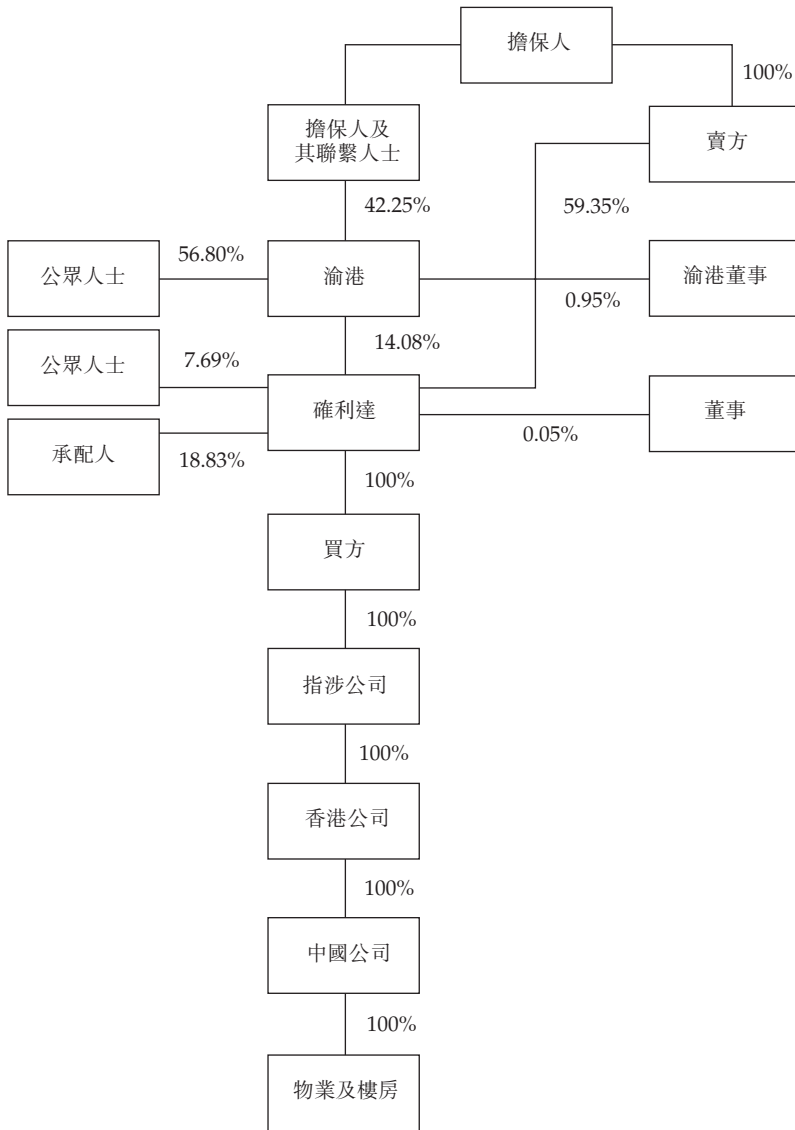 擔保人
100%
擔保人及
其聯繫人士
賣方
42.25%
59.35%
公眾人士
56.80%
渝港
0.95%
渝港董事
14.08%
公眾人士
7.69%
確利達
董事
0.05%
承配人
18.83%
100%
買方
100%
指涉公司
100%
香港公司
100%
中國公司
100%
物業及樓房